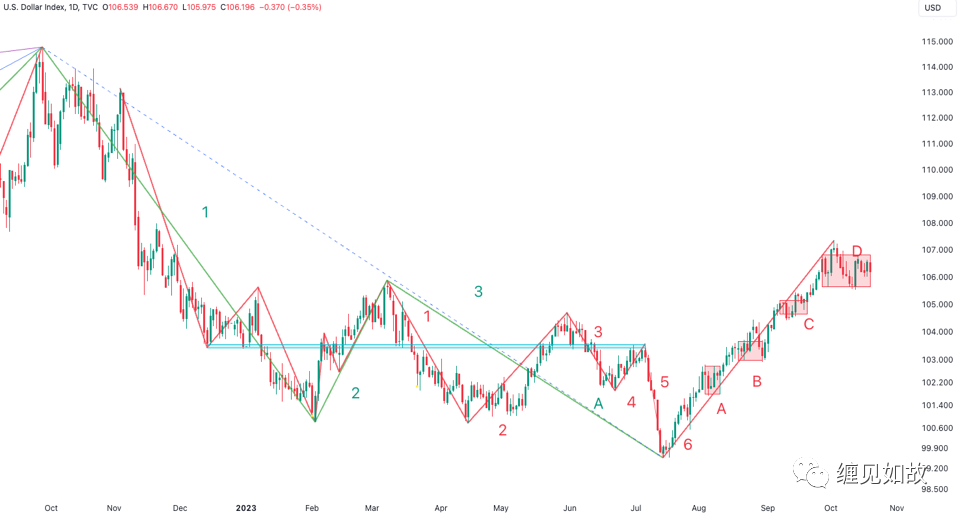 U.S. Dollar Index, 1D, TVC O106.539 H106.670 L105.975 C106.196 −0.370 (−0.35%)
USD
115.000
114.000
113.000
112.000
111.000
110.000
109.000
108.000
107.000
106.000
105.000
104.000
103.000
102.200
101.400
100.600
99.900
99.200
98.500
1
2
3
A
1
2
3
4
5
6
A
B
C
D
缠见如故
Oct
Nov
Dec
2023
Feb
Mar
Apr
May
Jun
Jul
Aug
Sep
Oct
Nov